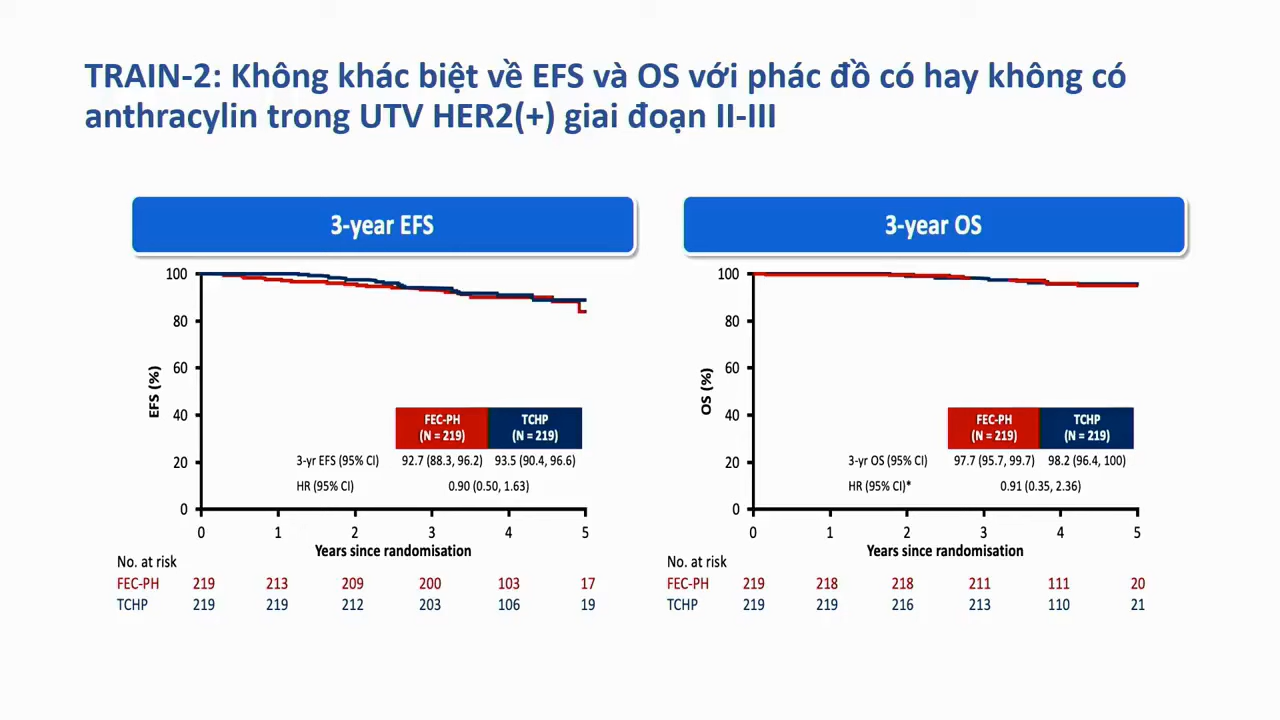 TRAIN-2: Không khác biệt về EFS và OS với phác đồ có hay không có
anthracylin trong UTV HER2(+) giai đoạn II-III
3-year EFS
100
80
60
40
20
0
EFS (%)
FEC-PH
(N = 219)
TCHP
(N = 219)
3-yr EFS (95% CI) 92.7 (88.3, 96.2) 93.5 (90.4, 96.6)
HR (95% CI) 0.90 (0.50, 1.63)
0 1 2 3 4 5
Years since randomisation
No. at risk
FEC-PH 219 213 209 200 103 17
TCHP 219 219 212 203 106 19
3-year OS
100
80
60
40
20
0
OS (%)
FEC-PH
(N = 219)
TCHP
(N = 219)
3-yr OS (95% CI) 97.7 (95.7, 99.7) 98.2 (96.4, 100)
HR (95% CI)* 0.91 (0.35, 2.36)
0 1 2 3 4 5
Years since randomisation
No. at risk
FEC-PH 219 218 218 211 111 20
TCHP 219 219 216 213 110 21